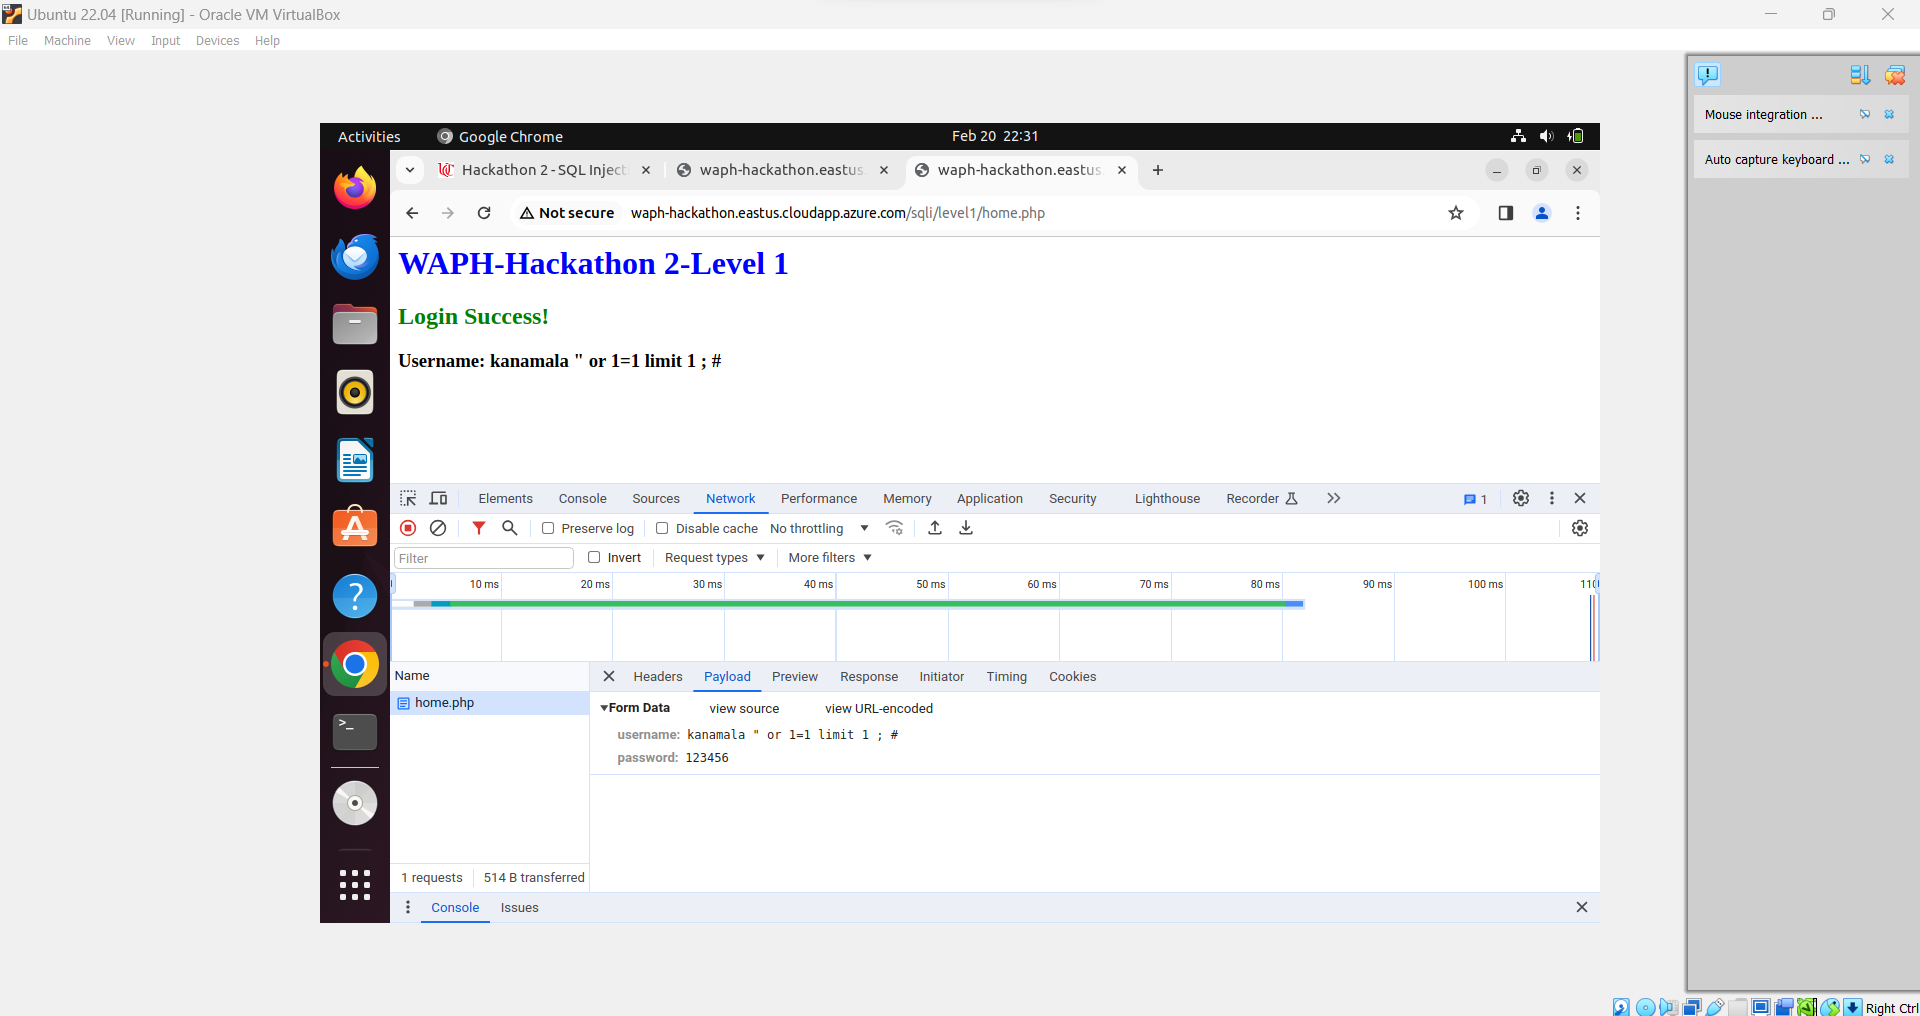 Ubuntu 22.04 [Running] - Oracle VM VirtualBox
File Machine View Input Devices Help
Mouse integration ...
Auto capture keyboard ...
Activities Google Chrome Feb 20 22:31
Hackathon 2 - SQL Inject waph-hackathon.eastus. waph-hackathon.eastus.
Not secure waph-hackathon.eastus.cloudapp.azure.com/sqli/level1/home.php
WAPH-Hackathon 2-Level 1
Login Success!
Username: kanamala " or 1=1 limit 1 ; #
Elements Console Sources Network Performance Memory Application Security Lighthouse Recorder 1
Preserve log Disable cache No throttling
Filter Invert Request types More filters
10 ms 20 ms 30 ms 40 ms 50 ms 60 ms 70 ms 80 ms 90 ms 100 ms 110
Name Headers Payload Preview Response Initiator Timing Cookies
home.php
Form Data view source view URL-encoded
username: kanamala " or 1=1 limit 1 ; #
password: 123456
1 requests 514 B transferred
Console Issues
Right Ctrl